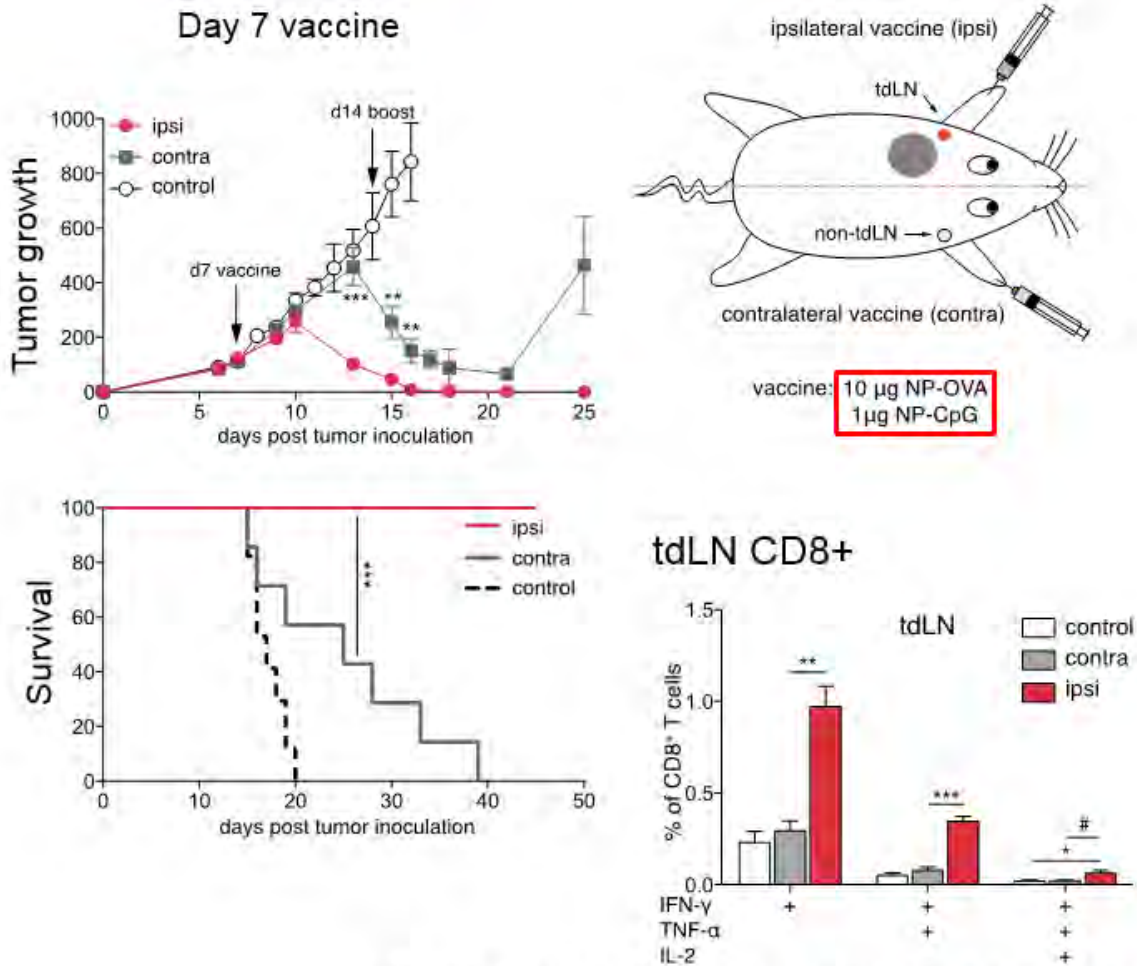 Day 7 vaccine
ipsi
contra
control
d14 boost
d7 vaccine
***
**
**
Tumor growth
1000
800
600
400
200
0
0 5 10 15 20 25
days post tumor inoculation
ipsilateral vaccine (ipsi)
tdLN
non-tdLN
contralateral vaccine (contra)
vaccine: 10 µg NP-OVA
1µg NP-CpG
Survival
100
80
60
40
20
0
ipsi
contra
control
***
0 10 20 30 40 50
days post tumor inoculation
tdLN CD8+
tdLN
control
contra
ipsi
% of CD8+ T cells
1.5
1.0
0.5
0.0
**
***
#
*
IFN-γ + + +
TNF-α + +
IL-2 +